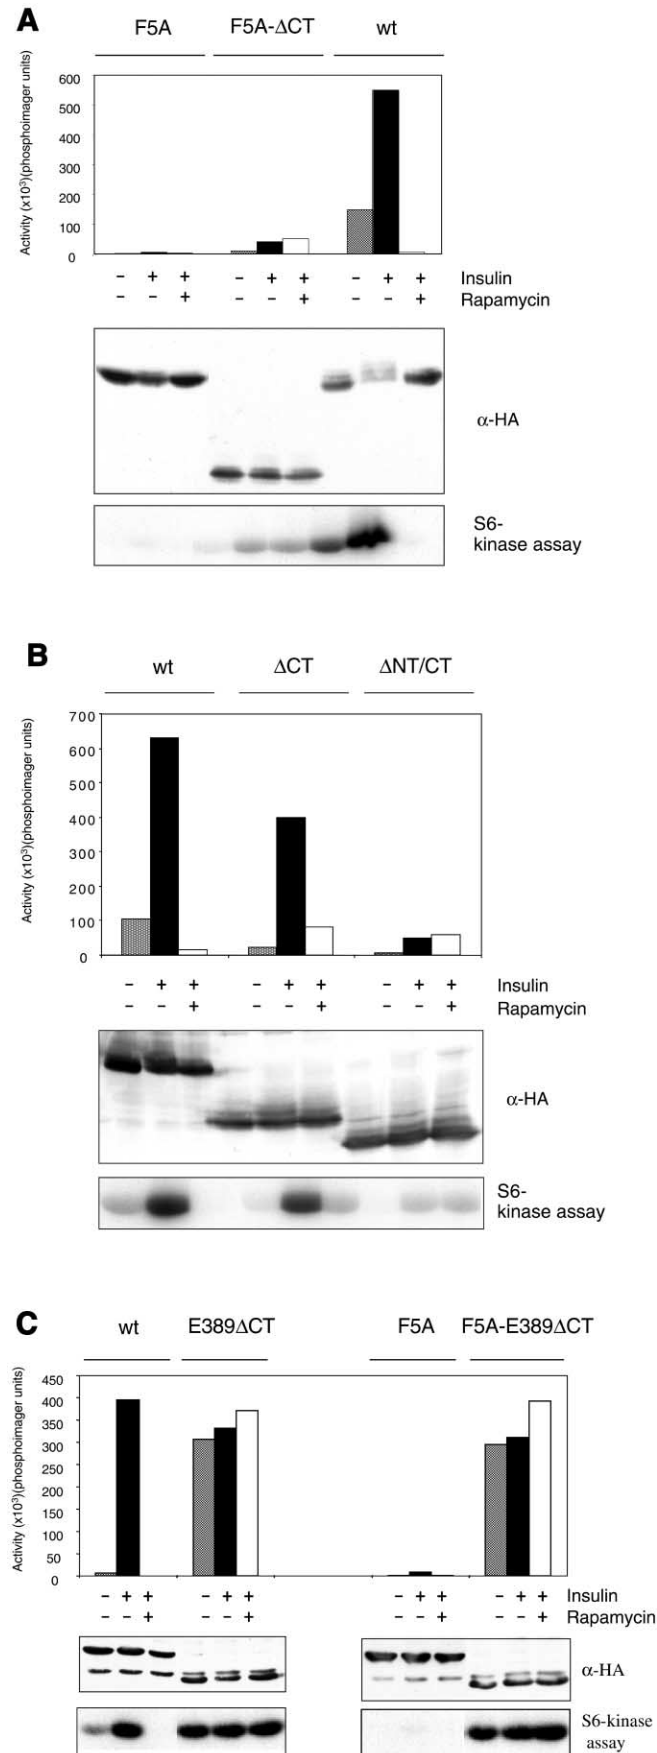 A
F5A F5A-ΔCT wt
Activity (x10³)(phosphoimager units)
600
500
400
300
200
100
0
- + + - + + - + + Insulin
- - + - - + - - + Rapamycin
α-HA
S6-
kinase assay
B
wt ΔCT ΔNT/CT
Activity (x10³)(phosphoimager units)
700
600
500
400
300
200
100
0
- + + - + + - + + Insulin
- - + - - + - - + Rapamycin
α-HA
S6-
kinase assay
C
wt E389ΔCT F5A F5A-E389ΔCT
Activity (x10³)(phosphoimager units)
450
400
350
300
250
200
150
100
50
0
- + + - + + - + + - + + Insulin
- - + - - + - - + - - + Rapamycin
α-HA
S6-kinase
assay